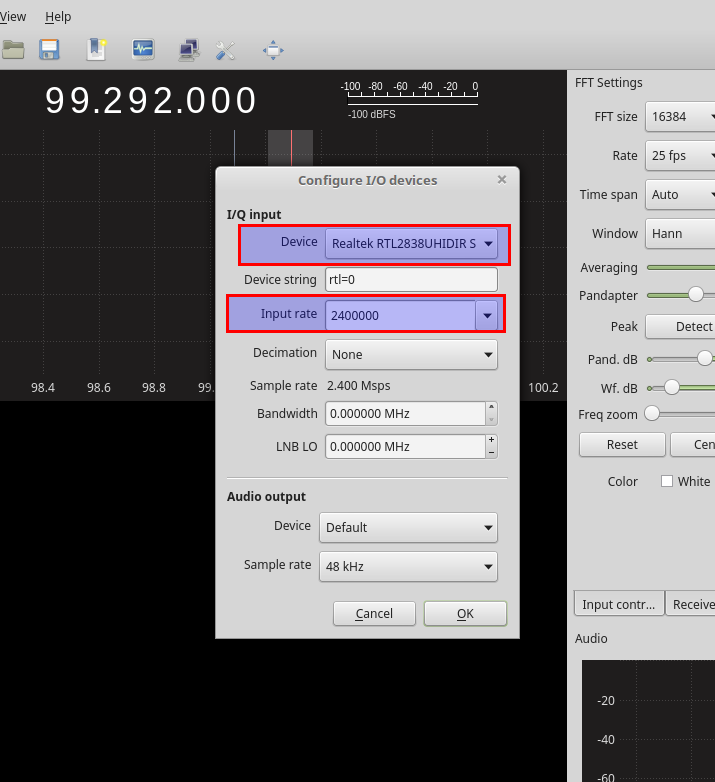 View Help
99.292.000
-100 -80 -60 -40 -20 0
-100 dBFS
FFT Settings
FFT size 16384
Rate 25 fps
Time span Auto
Window Hann
Averaging
Pandapter
Peak Detect
Pand. dB
Wf. dB
Freq zoom
Reset Cen
Color White
Configure I/O devices
I/Q input
Device Realtek RTL2838UHIDIR S
Device string rtl=0
Input rate 2400000
Decimation None
Sample rate 2.400 Msps
Bandwidth 0.000000 MHz
LNB LO 0.000000 MHz
Audio output
Device Default
Sample rate 48 kHz
Cancel OK
98.4 98.6 98.8 99. 100.2
Input contr... Receive
Audio
-20
-40
-60